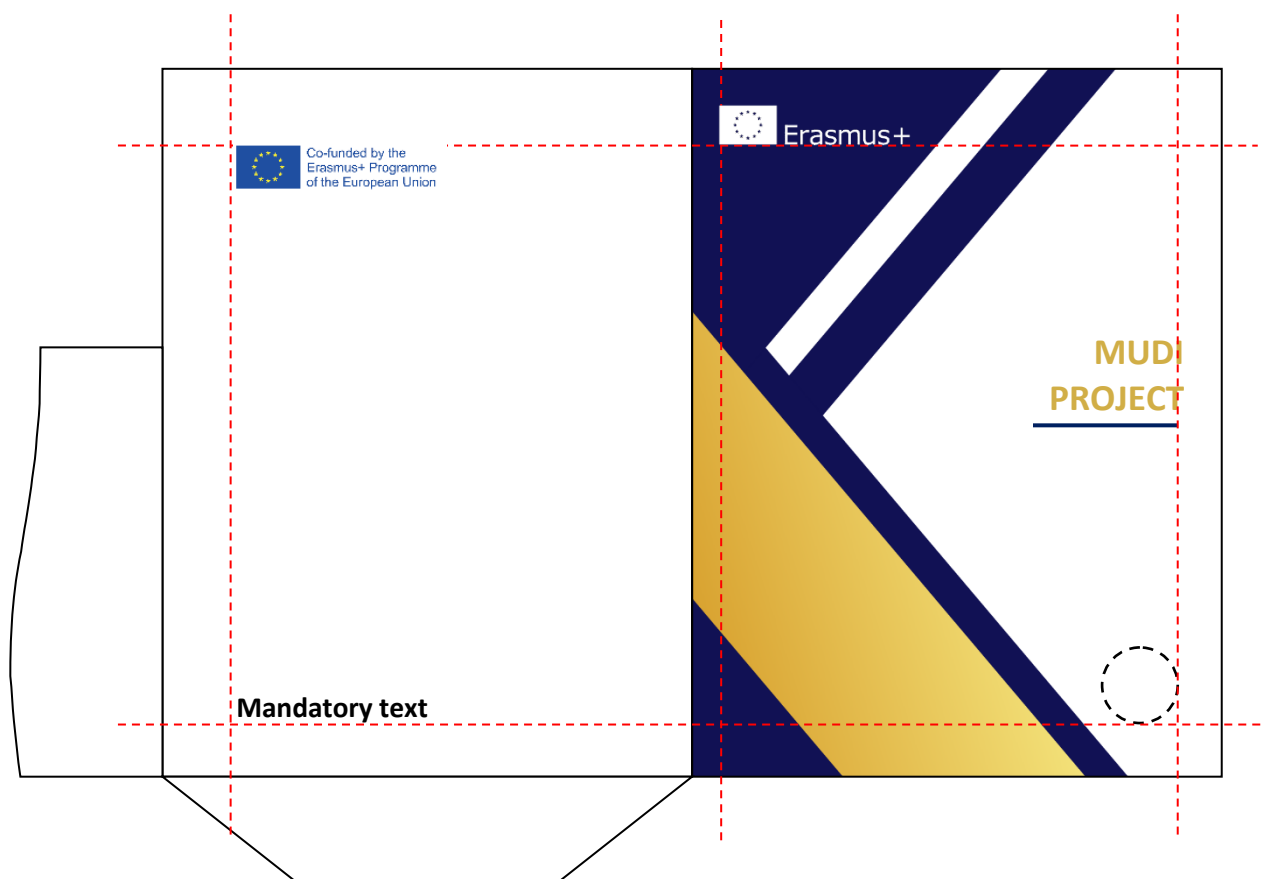 Co-funded by the
Erasmus+ Programme
of the European Union
Mandatory text
Erasmus+
MUDI
PROJECT